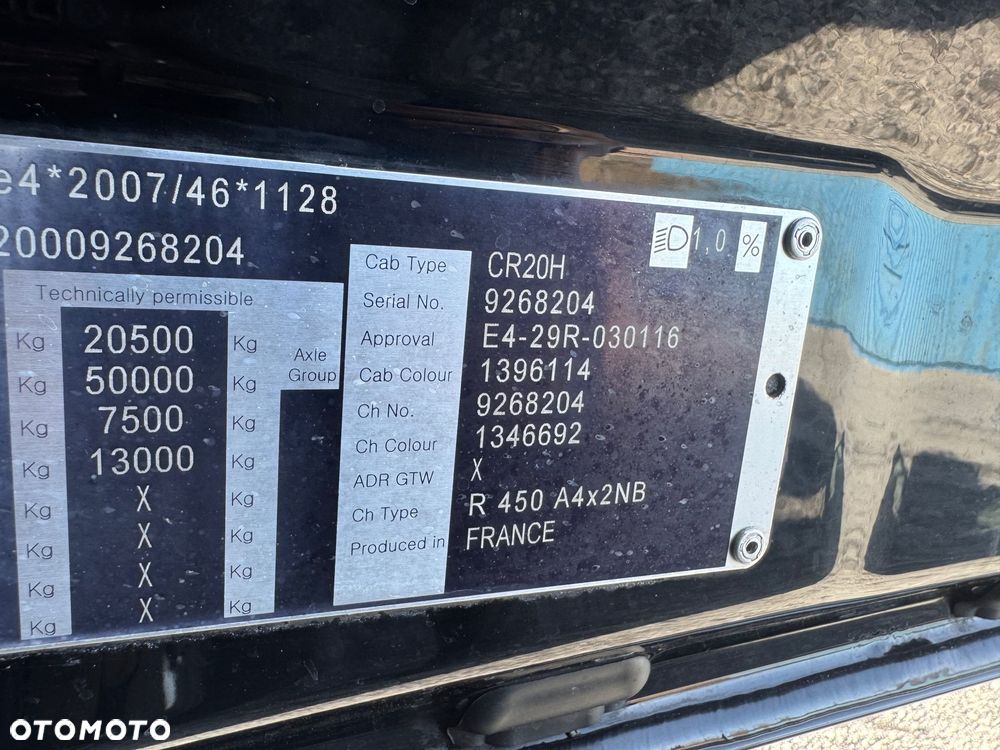 e4*2007/46*1128
20009268204
1,0 %
Technically permissible
Kg 20500 Kg Axle Group
Kg 50000 Kg
Kg 7500 Kg
Kg 13000 Kg
Kg X Kg
Kg X Kg
Kg X Kg
Kg X Kg
Cab Type CR20H
Serial No. 9268204
Approval E4-29R-030116
Cab Colour 1396114
Ch No. 9268204
Ch Colour 1346692
ADR GTW X
Ch Type R 450 A4x2NB
Produced in FRANCE
OTOMOTO